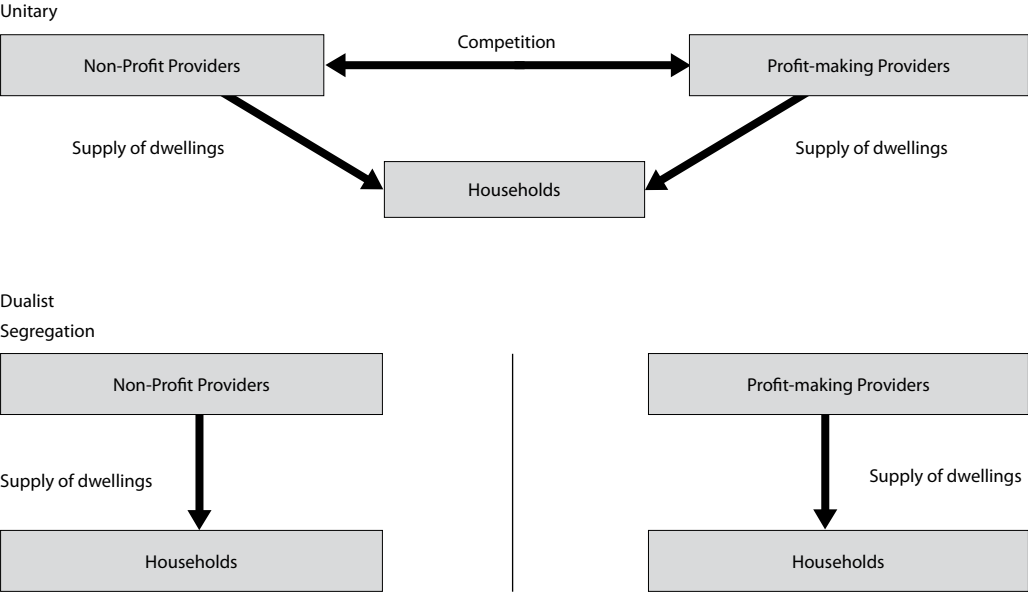 Unitary
Competition
Non-Profit Providers
Profit-making Providers
Supply of dwellings
Supply of dwellings
Households
Dualist
Segregation
Non-Profit Providers
Profit-making Providers
Supply of dwellings
Supply of dwellings
Households
Households